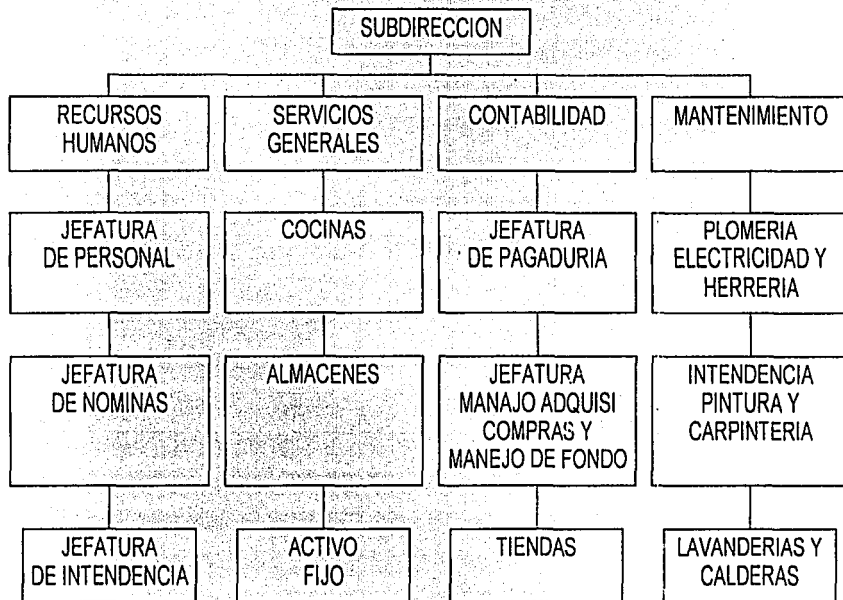 SUBDIRECCION
RECURSOS
HUMANOS
SERVICIOS
GENERALES
CONTABILIDAD
MANTENIMIENTO
JEFATURA
DE PERSONAL
COCINAS
JEFATURA
DE PAGADURIA
PLOMERIA
ELECTRICIDAD Y
HERRERIA
JEFATURA
DE NOMINAS
ALMACENES
JEFATURA
MANAJO ADQUISI
COMPRAS Y
MANEJO DE FONDO
INTENDENCIA
PINTURA Y
CARPINTERIA
JEFATURA
DE INTENDENCIA
ACTIVO
FIJO
TIENDAS
LAVANDERIAS Y
CALDERAS